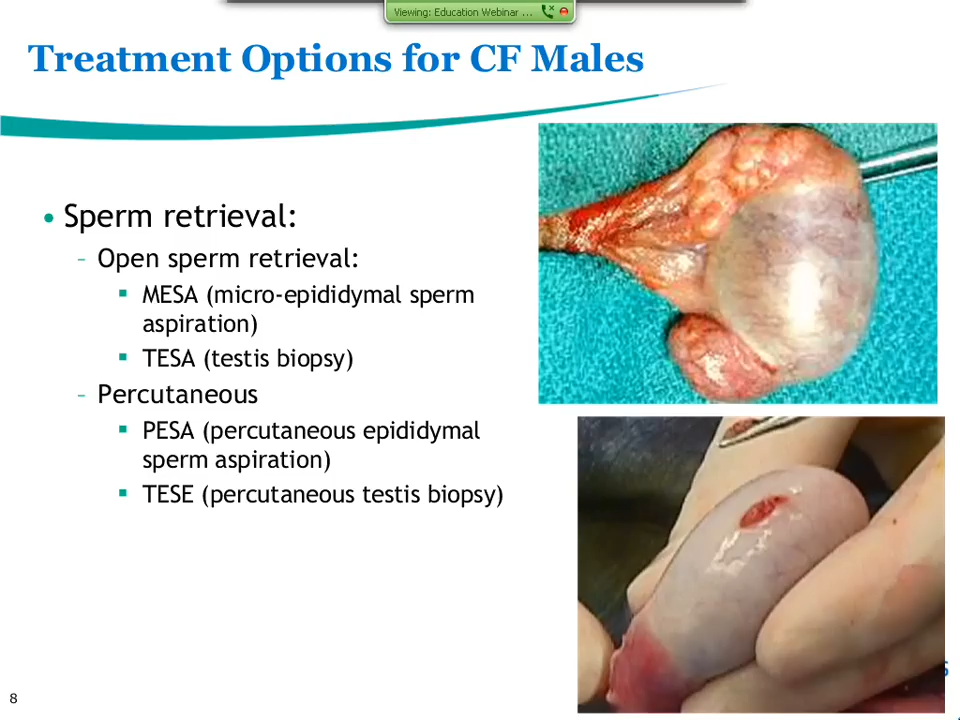 Viewing: Education Webinar ...
Treatment Options for CF Males
• Sperm retrieval:
– Open sperm retrieval:
▪ MESA (micro-epididymal sperm
aspiration)
▪ TESA (testis biopsy)
– Percutaneous
▪ PESA (percutaneous epididymal
sperm aspiration)
▪ TESE (percutaneous testis biopsy)
8